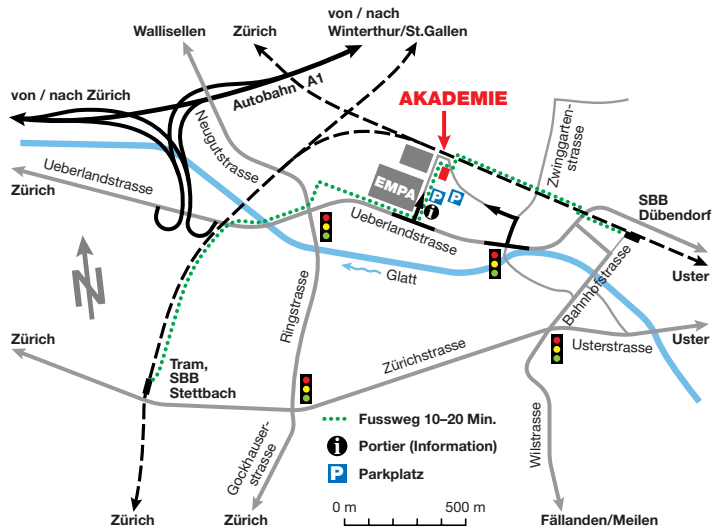 von / nach
Winterthur/St.Gallen
Zürich
Wallisellen
von / nach Zürich
Autobahn A1
AKADEMIE
Neugutstrasse
Zwinggarten-
strasse
EMPA
P P
i
Ueberlandstrasse
Zürich
Ueberlandstrasse
SBB
Dübendorf
Uster
Glatt
N
Ringstrasse
Bahnhofstrasse
Zürich
Zürichstrasse
Usterstrasse
Uster
Tram,
SBB
Stettbach
Gockhauser-
strasse
Wilstrasse
Fussweg 10–20 Min.
i Portier (Information)
P Parkplatz
0 m 500 m
Zürich
Zürich
Fällanden/Meilen